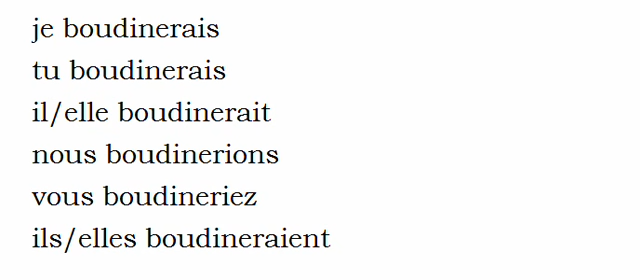 je boudinerais
tu boudinerais
il/elle boudinerait
nous boudinerions
vous boudineriez
ils/elles boudineraient